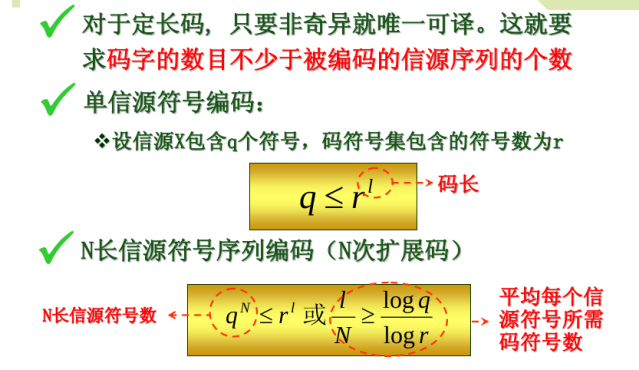 对于定长码, 只要非奇异就唯一可译。这就要
求码字的数目不少于被编码的信源序列的个数
单信源符号编码:
❖设信源X包含q个符号，码符号集包含的符号数为r
q ≤ r^l
码长
N长信源符号序列编码（N次扩展码）
N长信源符号数
q^N ≤ r^l 或 l/N ≥ log q/log r
平均每个信
源符号所需
码符号数